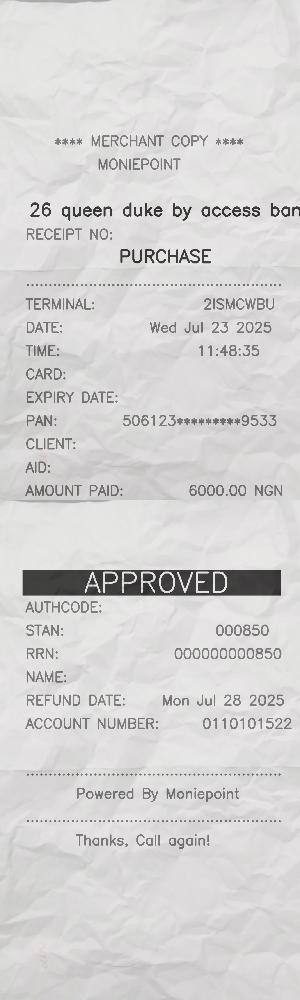 **** MERCHANT COPY ****
MONIEPOINT
26 queen duke by access ban
RECEIPT NO:
PURCHASE
TERMINAL: 2ISMCWBU
DATE: Wed Jul 23 2025
TIME: 11:48:35
CARD:
EXPIRY DATE:
PAN: 506123*********9533
CLIENT:
AID:
AMOUNT PAID: 6000.00 NGN
APPROVED
AUTHCODE:
STAN: 000850
RRN: 000000000850
NAME:
REFUND DATE: Mon Jul 28 2025
ACCOUNT NUMBER: 0110101522
Powered By Moniepoint
Thanks, Call again!